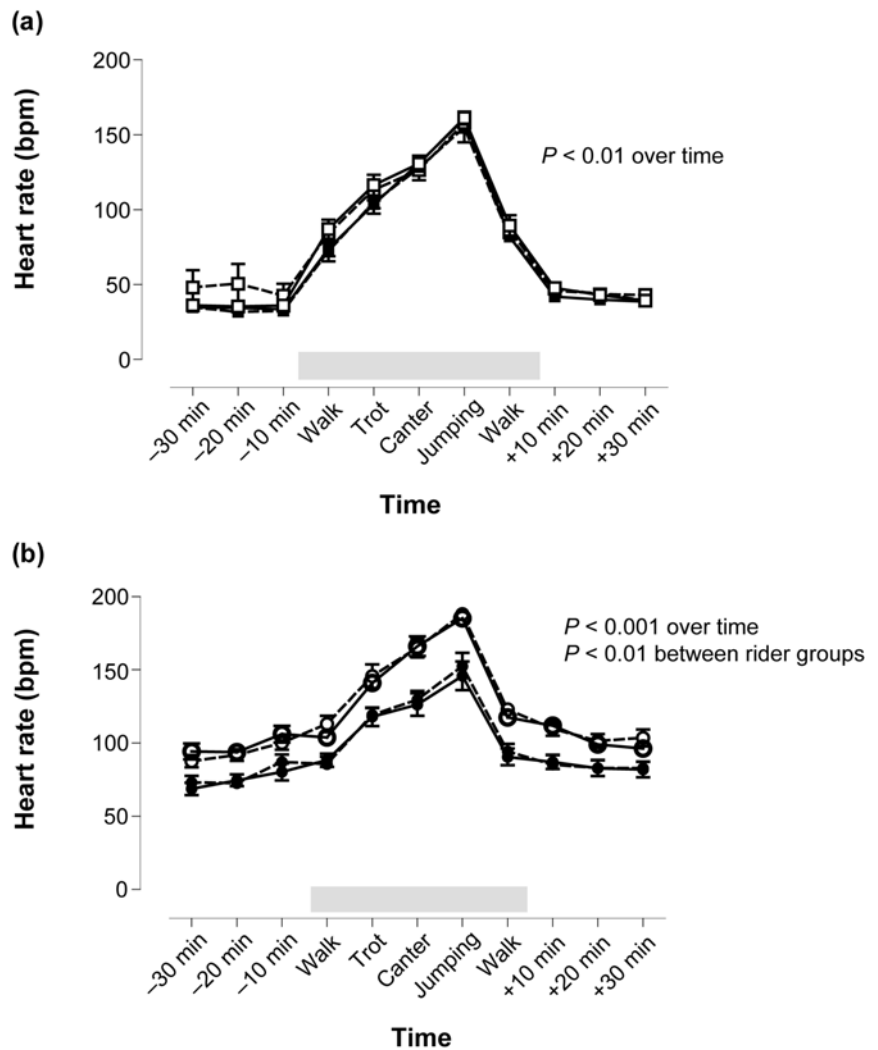 (a)
200
150
100
50
0
Heart rate (bpm)
P < 0.01 over time
–30 min
–20 min
–10 min
Walk
Trot
Canter
Jumping
Walk
+10 min
+20 min
+30 min
Time
(b)
200
150
100
50
0
Heart rate (bpm)
P < 0.001 over time
P < 0.01 between rider groups
–30 min
–20 min
–10 min
Walk
Trot
Canter
Jumping
Walk
+10 min
+20 min
+30 min
Time